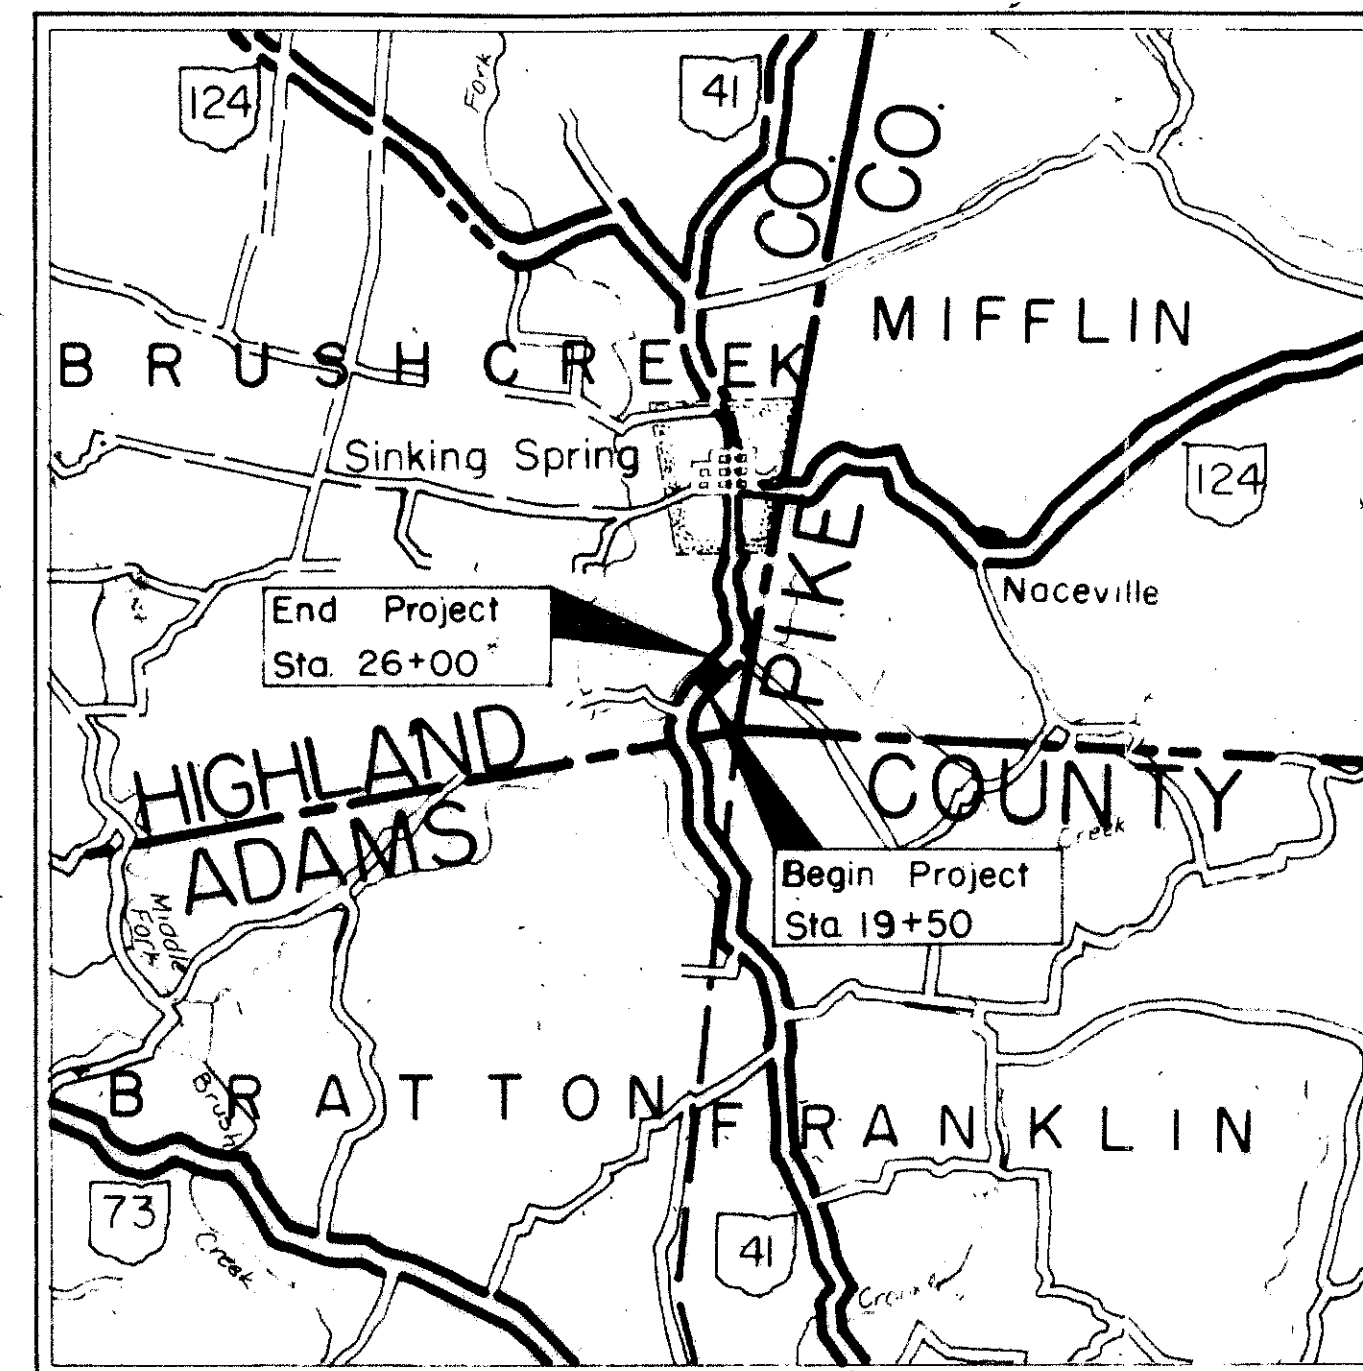 Fork
124
41
CO.
CO.
MIFFLIN
BRUSHCREEK
Sinking Spring
124
PIKE
Naceville
End Project
Sta. 26+00
HIGHLAND
COUNTY
ADAMS
Creek
Begin Project
Sta 19+50
Middle
Fork
BRATTON
Brush
FRANKLIN
73
41
Creek